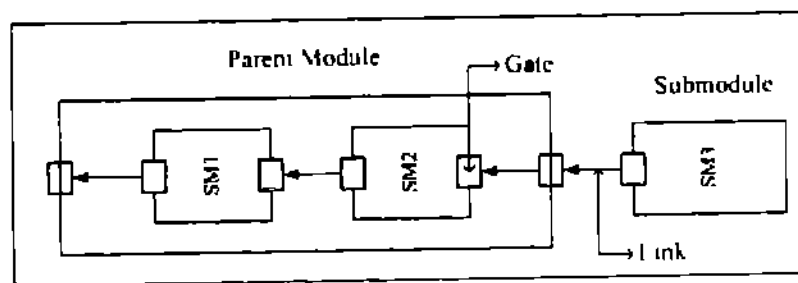 Parent Module
Gate
Submodule
SM1
SM2
SM3
Link